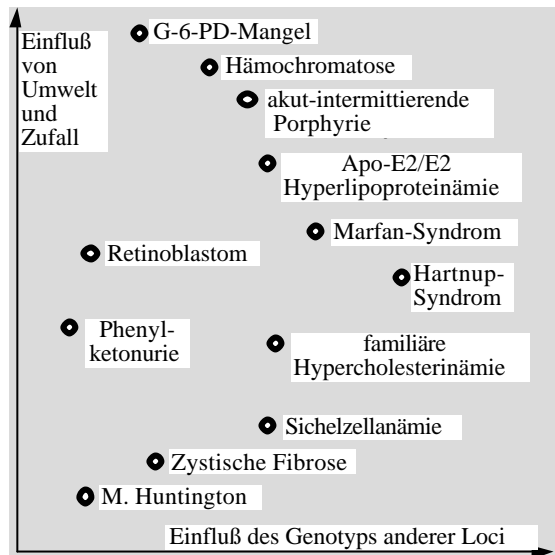 Einfluß
von
Umwelt
und
Zufall
G-6-PD-Mangel
Hämochromatose
akut-intermittierende
Porphyrie
Apo-E2/E2
Hyperlipoproteinämie
Marfan-Syndrom
Retinoblastom
Hartnup-
Syndrom
Phenyl-
ketonurie
familiäre
Hypercholesterinämie
Sichelzellanämie
Zystische Fibrose
M. Huntington
Einfluß des Genotyps anderer Loci